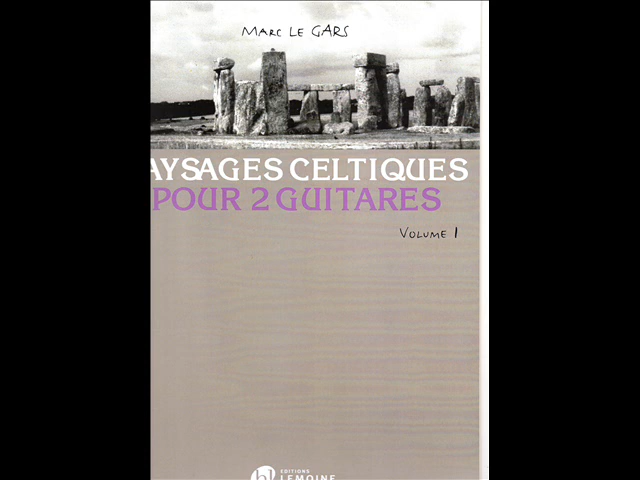 Marc Le Gars
AYSAGES CELTIQUES
POUR 2 GUITARES
Volume 1
EDITIONS
LEMOINE